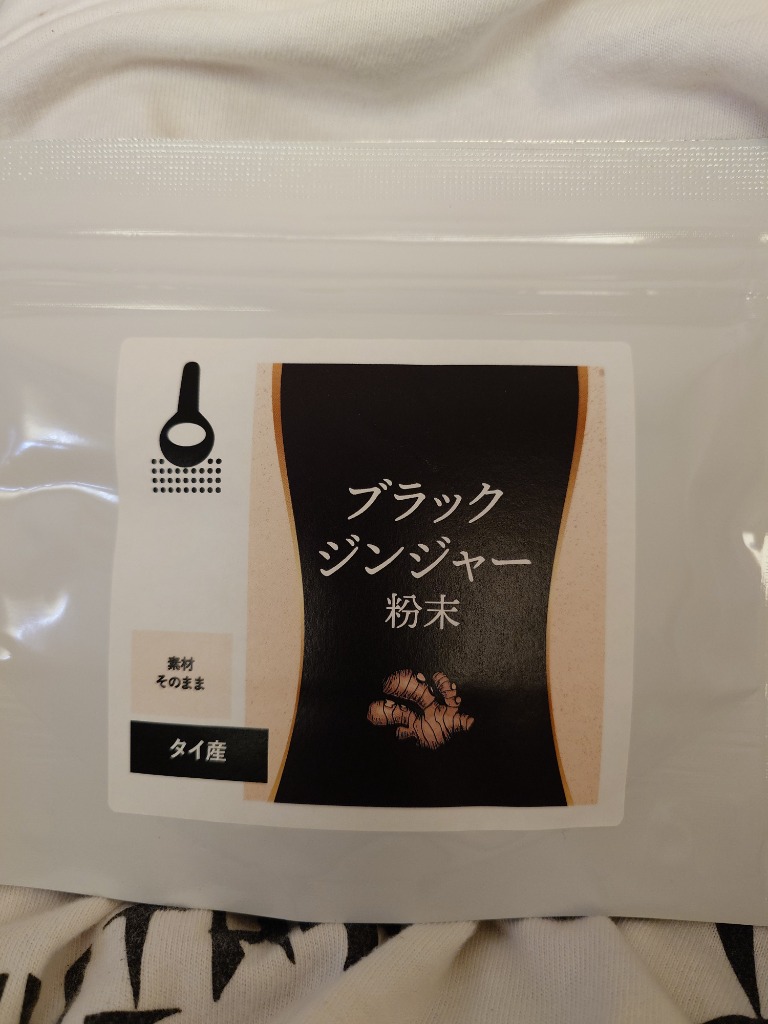 ブラック
ジンジャー
粉末
素材
そのまま
タイ産